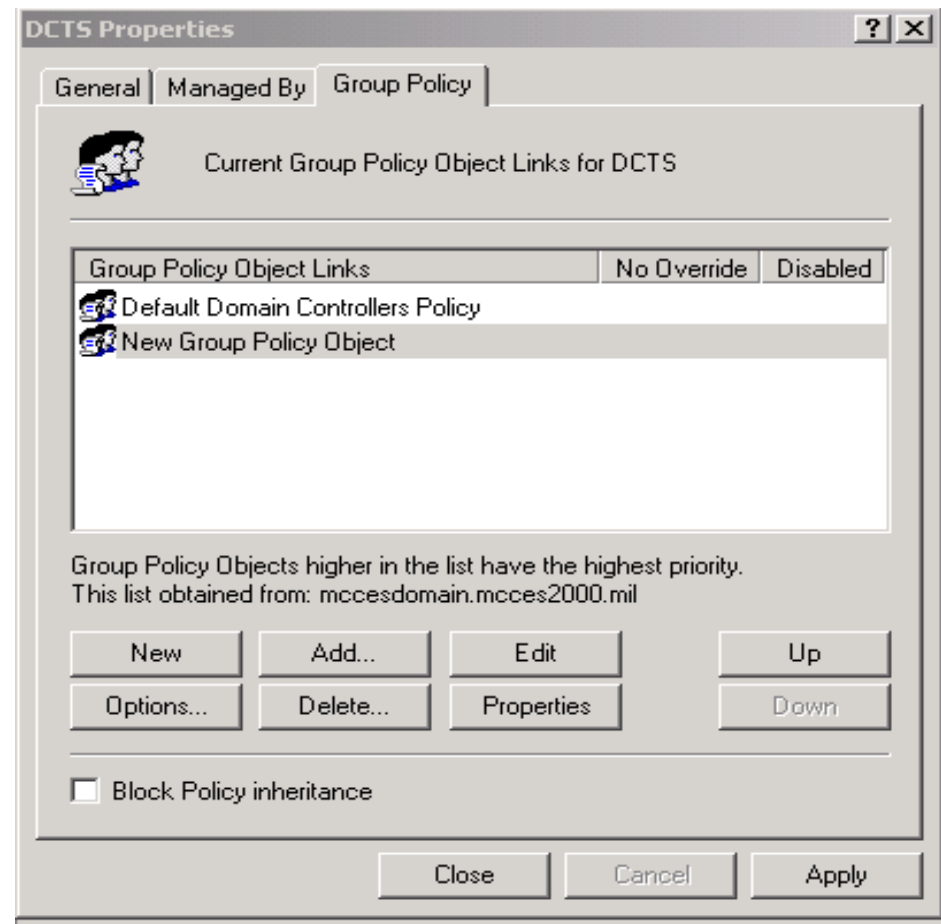 DCTS Properties
General Managed By Group Policy
Current Group Policy Object Links for DCTS
Group Policy Object Links No Override Disabled
Default Domain Controllers Policy
New Group Policy Object
Group Policy Objects higher in the list have the highest priority.
This list obtained from: mccesdomain.mcces2000.mil
New Add... Edit Up
Options... Delete... Properties Down
Block Policy inheritance
Close Cancel Apply